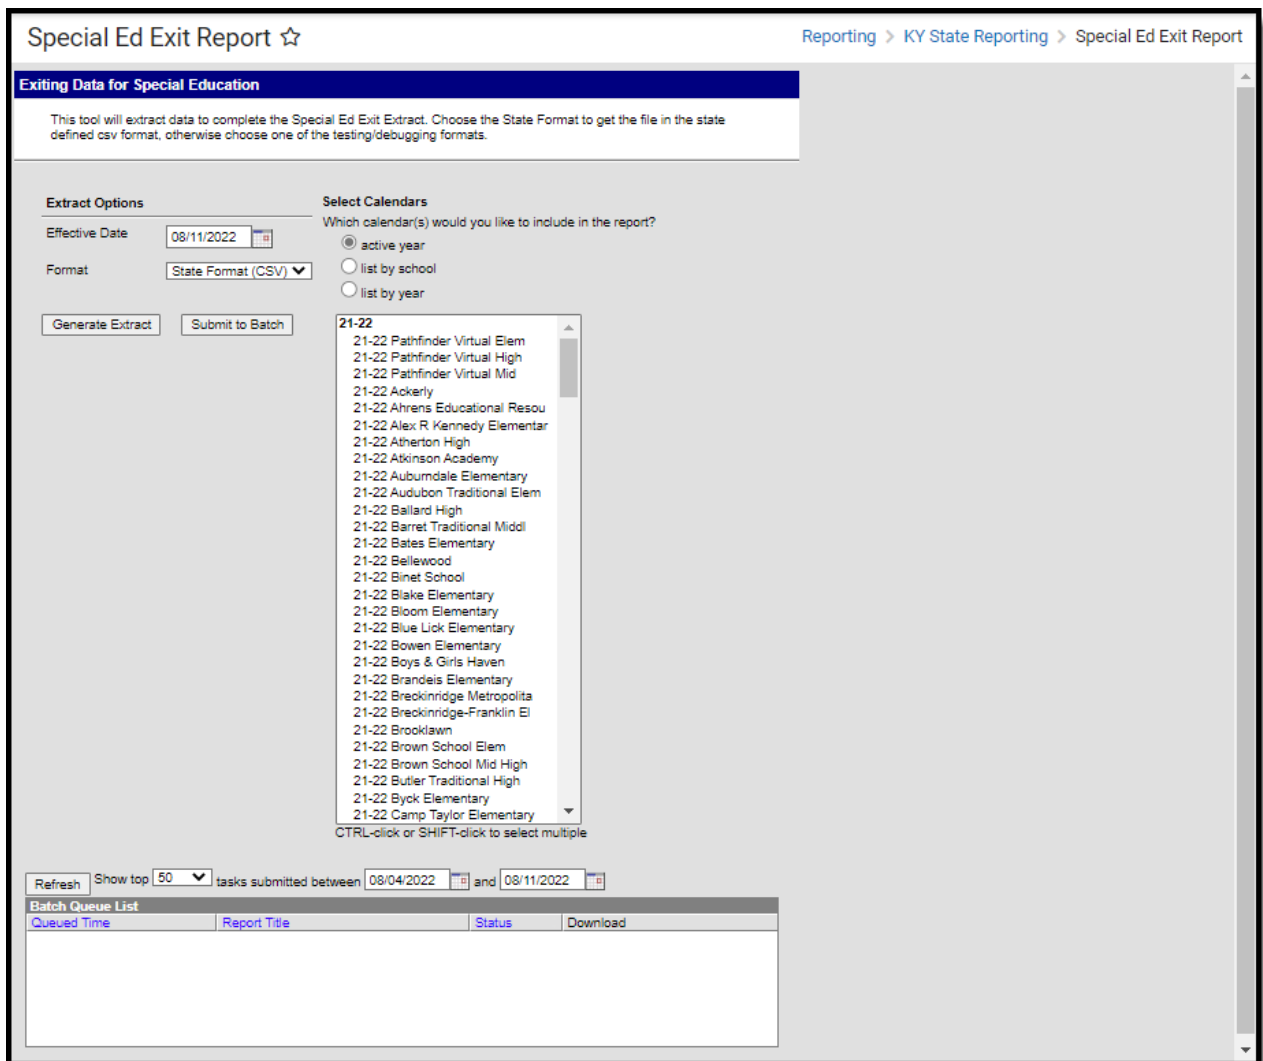 Special Ed Exit Report ☆
Reporting > KY State Reporting > Special Ed Exit Report
Exiting Data for Special Education
This tool will extract data to complete the Special Ed Exit Extract. Choose the State Format to get the file in the state
defined csv format, otherwise choose one of the testing/debugging formats.
Extract Options
Effective Date 08/11/2022
Format State Format (CSV)
Generate Extract Submit to Batch
Select Calendars
Which calendar(s) would you like to include in the report?
active year
list by school
list by year
21-22
21-22 Pathfinder Virtual Elem
21-22 Pathfinder Virtual High
21-22 Pathfinder Virtual Mid
21-22 Ackerly
21-22 Ahrens Educational Resou
21-22 Alex R Kennedy Elementar
21-22 Atherton High
21-22 Atkinson Academy
21-22 Auburndale Elementary
21-22 Audubon Traditional Elem
21-22 Ballard High
21-22 Barret Traditional Middl
21-22 Bates Elementary
21-22 Bellewood
21-22 Binet School
21-22 Blake Elementary
21-22 Bloom Elementary
21-22 Blue Lick Elementary
21-22 Bowen Elementary
21-22 Boys & Girls Haven
21-22 Brandeis Elementary
21-22 Breckinridge Metropolita
21-22 Breckinridge-Franklin El
21-22 Brooklawn
21-22 Brown School Elem
21-22 Brown School Mid High
21-22 Butler Traditional High
21-22 Byck Elementary
21-22 Camp Taylor Elementary
CTRL-click or SHIFT-click to select multiple
Refresh Show top 50 tasks submitted between 08/04/2022 and 08/11/2022
Batch Queue List
Queued Time Report Title Status Download